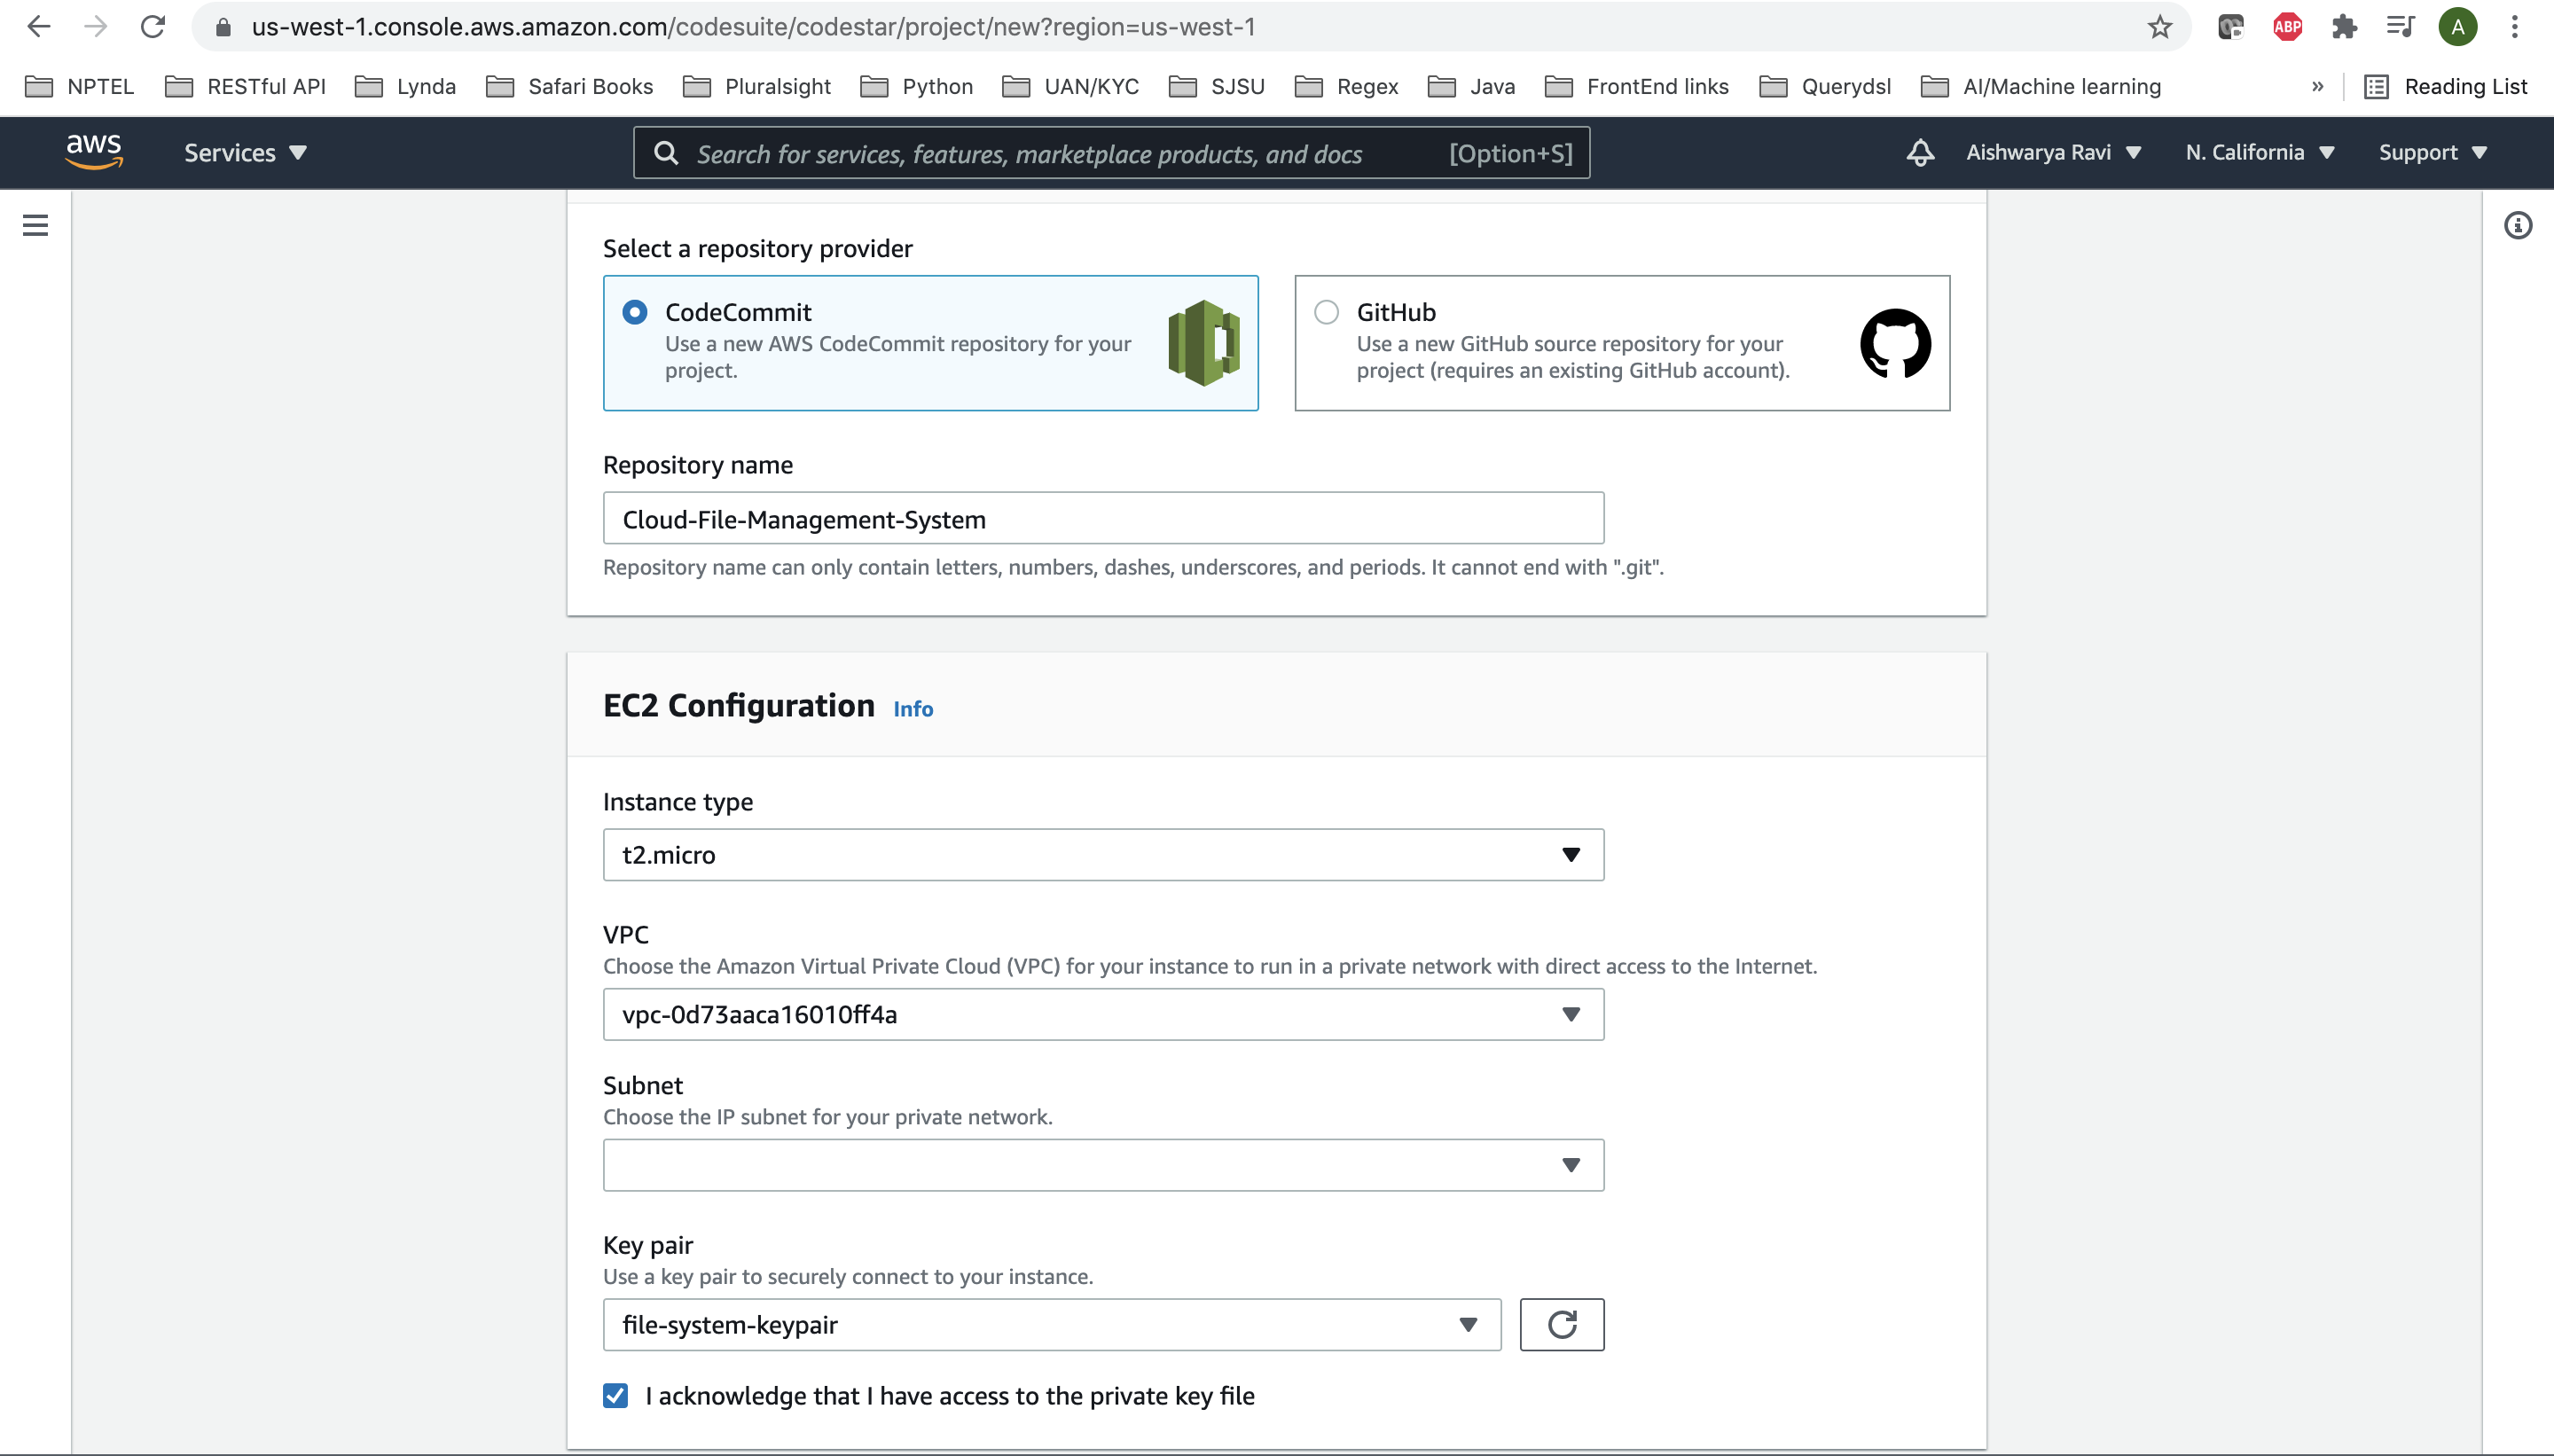 us-west-1.console.aws.amazon.com/codesuite/codestar/project/new?region=us-west-1
ABP
A
NPTEL RESTful API Lynda Safari Books Pluralsight Python UAN/KYC SJSU Regex Java FrontEnd links Querydsl AI/Machine learning » Reading List
aws Services Search for services, features, marketplace products, and docs [Option+S] Aishwarya Ravi N. California Support
Select a repository provider
CodeCommit
Use a new AWS CodeCommit repository for your
project.
GitHub
Use a new GitHub source repository for your
project (requires an existing GitHub account).
Repository name
Cloud-File-Management-System
Repository name can only contain letters, numbers, dashes, underscores, and periods. It cannot end with ".git".
EC2 Configuration Info
Instance type
t2.micro
VPC
Choose the Amazon Virtual Private Cloud (VPC) for your instance to run in a private network with direct access to the Internet.
vpc-0d73aaca16010ff4a
Subnet
Choose the IP subnet for your private network.
Key pair
Use a key pair to securely connect to your instance.
file-system-keypair
I acknowledge that I have access to the private key file